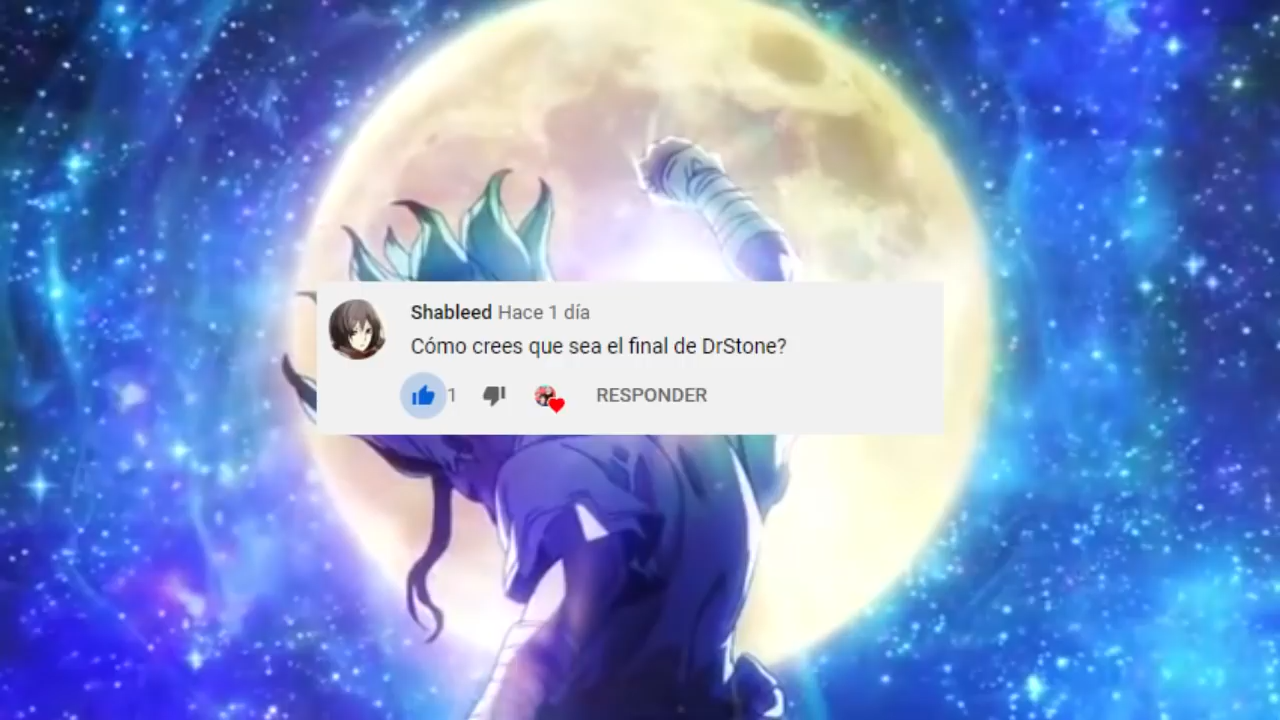 Shableed Hace 1 día
Cómo crees que sea el final de DrStone?
1 RESPONDER